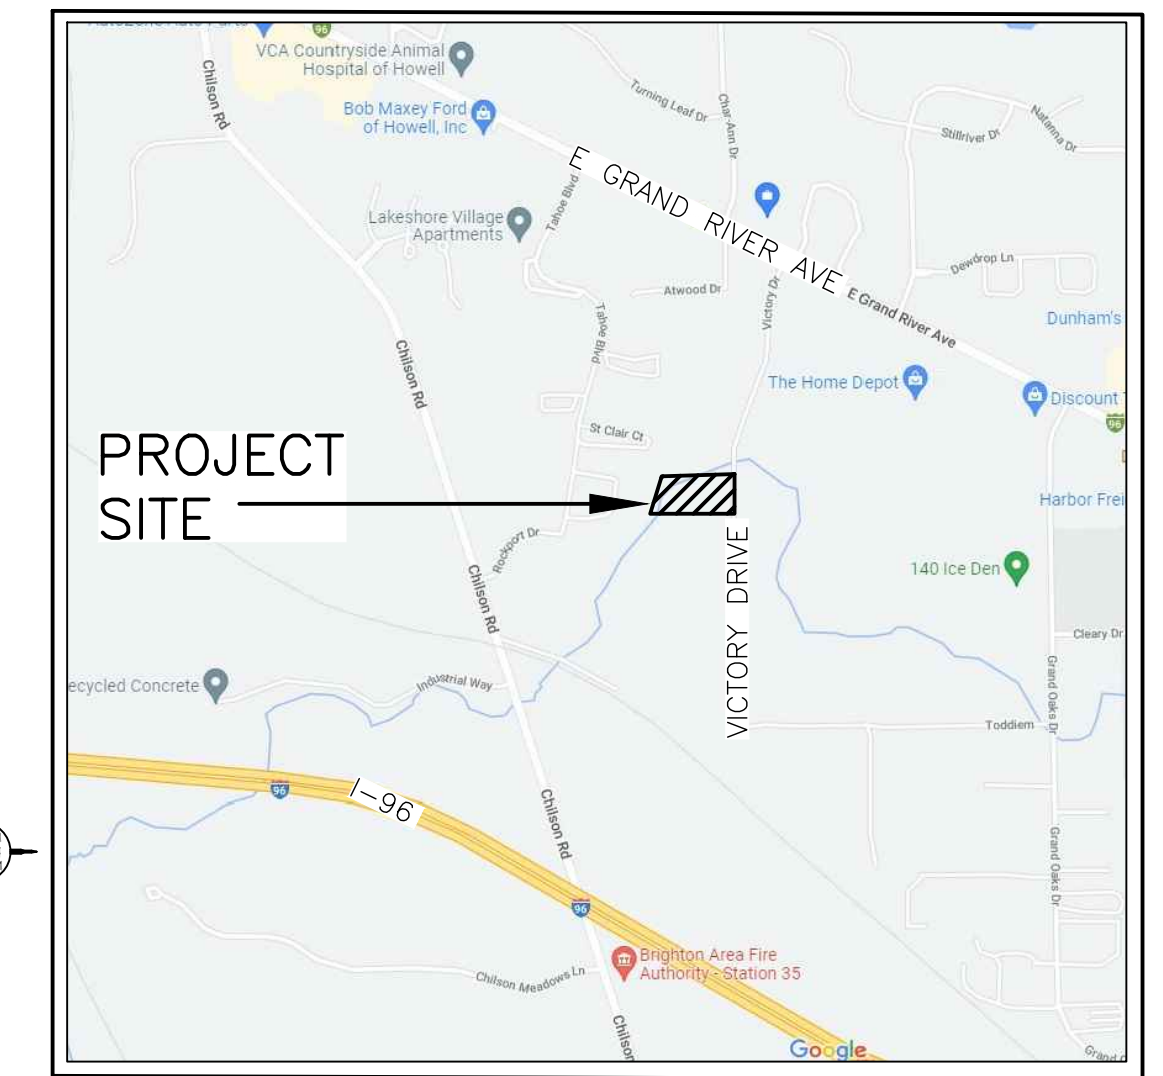 96
VCA Countryside Animal
Hospital of Howell
Chilson Rd
Bob Maxey Ford
of Howell, Inc
Turning Leaf Dr
Char-Ann Dr
Stillriver Dr
Natanna Dr
E GRAND RIVER AVE
Tahoe Blvd
Lakeshore Village
Apartments
Dewdrop Ln
Atwood Dr
Victory Dr
E Grand River Ave
Tahoe Blvd
Dunham's
Chilson Rd
The Home Depot
Discount
96
St Clair Ct
PROJECT
SITE
Harbor Frei
Rockport Dr
VICTORY DRIVE
140 Ice Den
Chilson Rd
Cleary Dr
ecycled Concrete
Industrial Way
Grand Oaks Dr
Toddiem
96
I-96
Chilson Rd
Grand Oaks Dr
96
Brighton Area Fire
Authority - Station 35
Chilson Meadows Ln
Chilson
Google
Grand